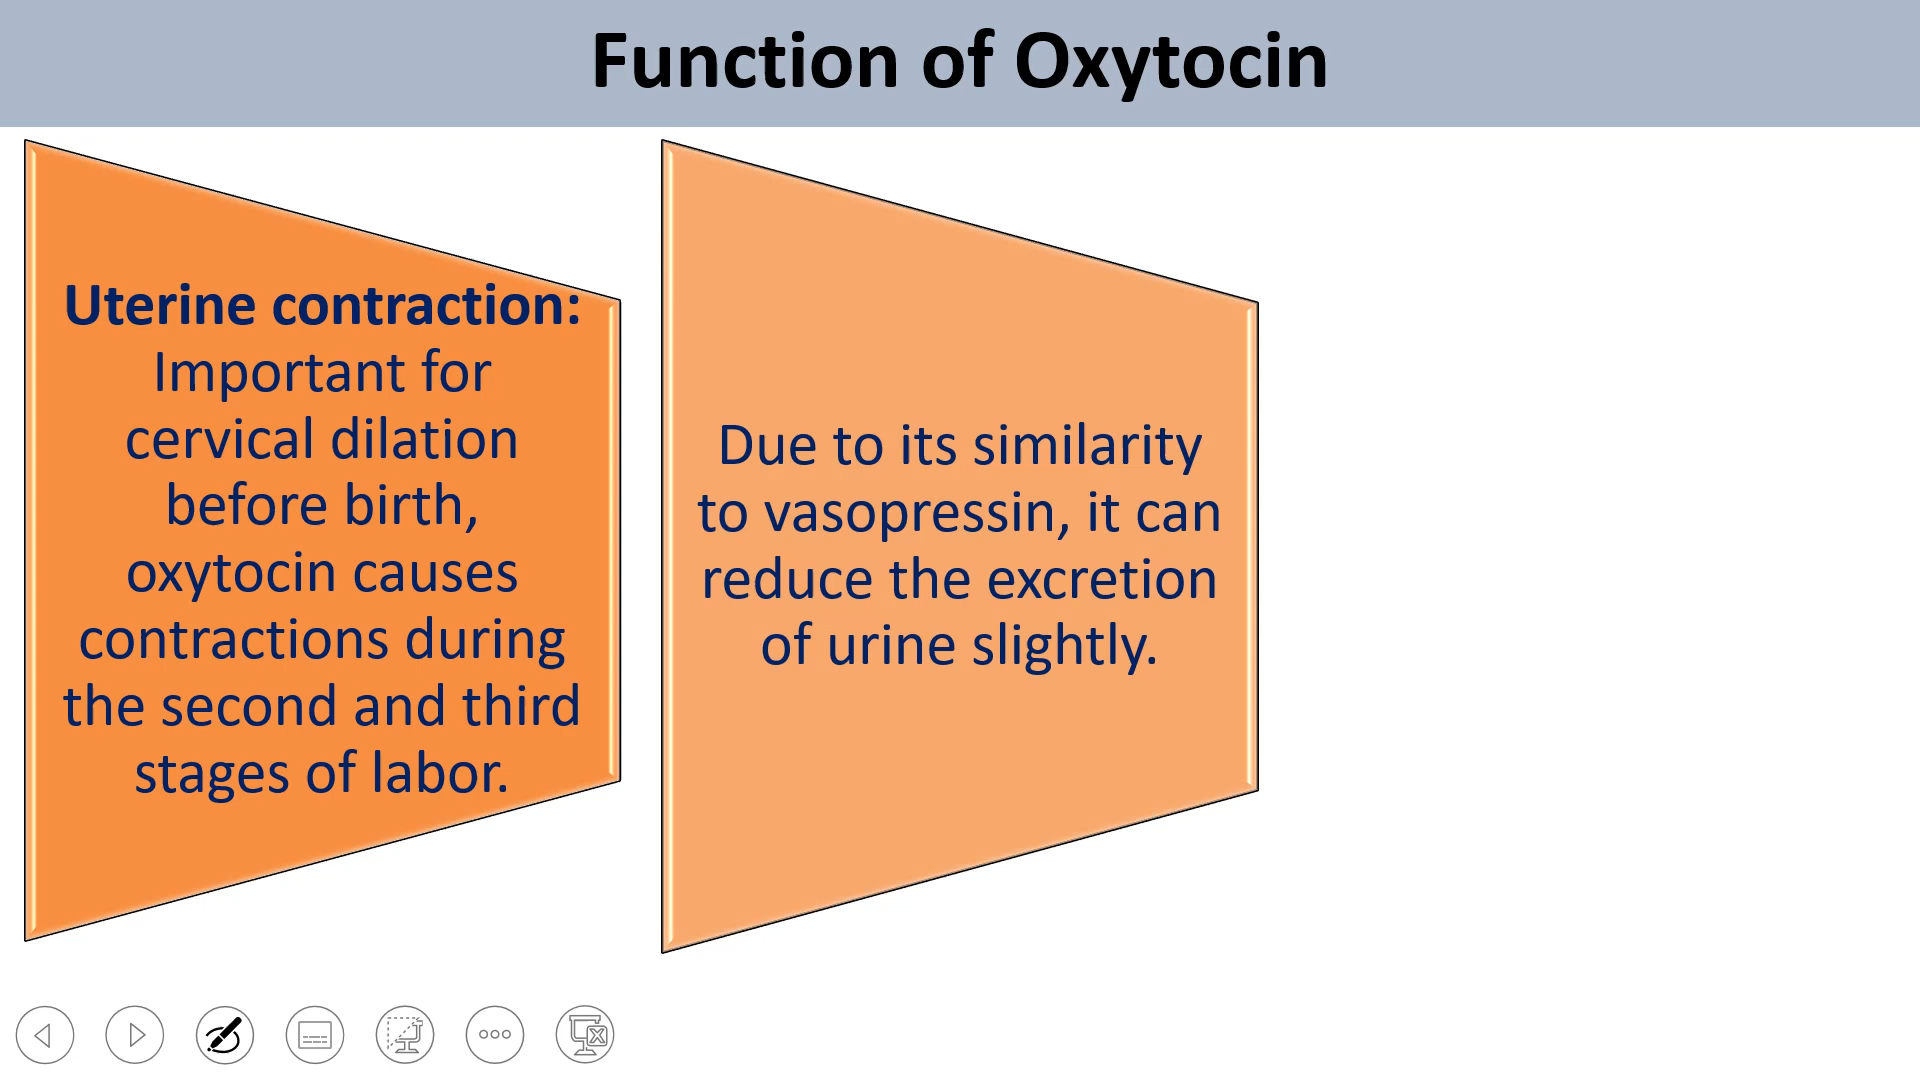 Function of Oxytocin
Uterine contraction:
Important for
cervical dilation
before birth,
oxytocin causes
contractions during
the second and third
stages of labor.
Due to its similarity
to vasopressin, it can
reduce the excretion
of urine slightly.